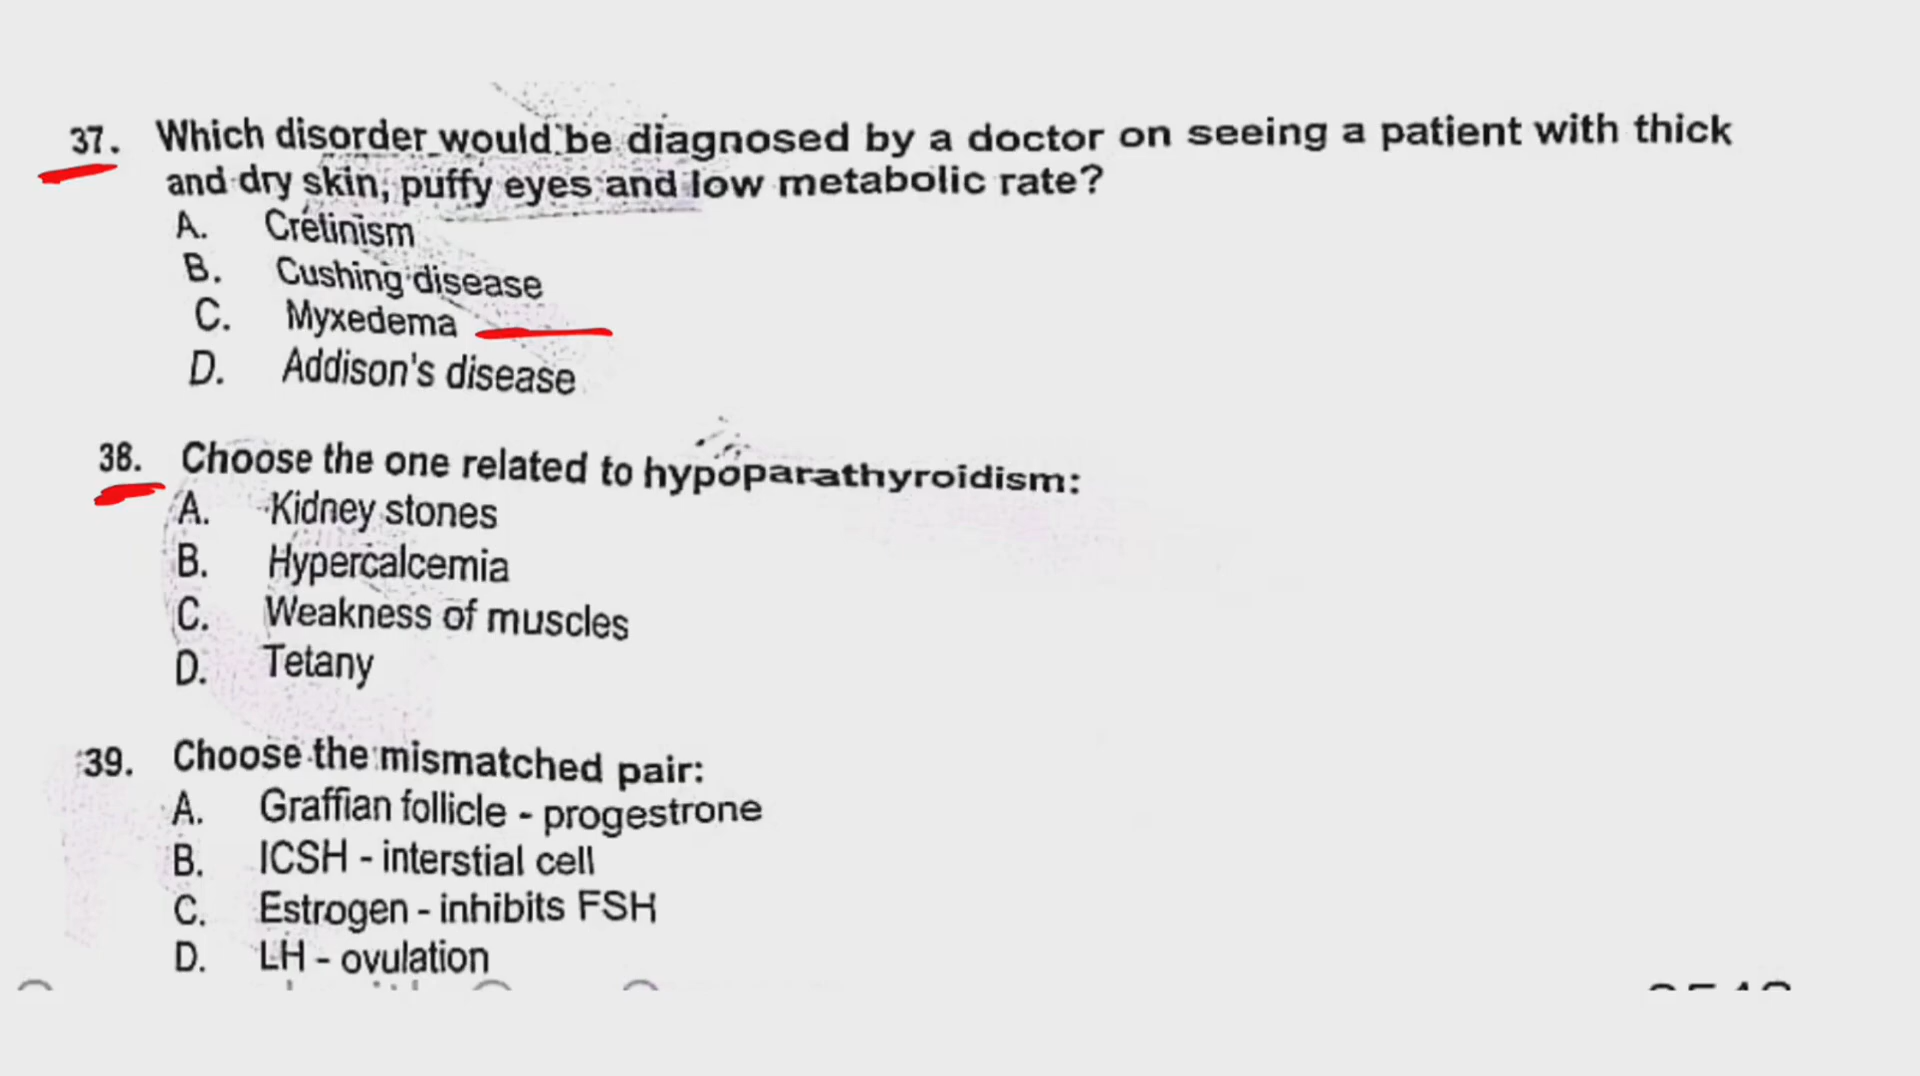 37. Which disorder would be diagnosed by a doctor on seeing a patient with thick
and dry skin, puffy eyes and low metabolic rate?
A. Cretinism
B. Cushing disease
C. Myxedema
D. Addison's disease
38. Choose the one related to hypoparathyroidism:
A. Kidney stones
B. Hypercalcemia
C. Weakness of muscles
D. Tetany
39. Choose the mismatched pair:
A. Graffian follicle - progestrone
B. ICSH - interstial cell
C. Estrogen - inhibits FSH
D. LH - ovulation